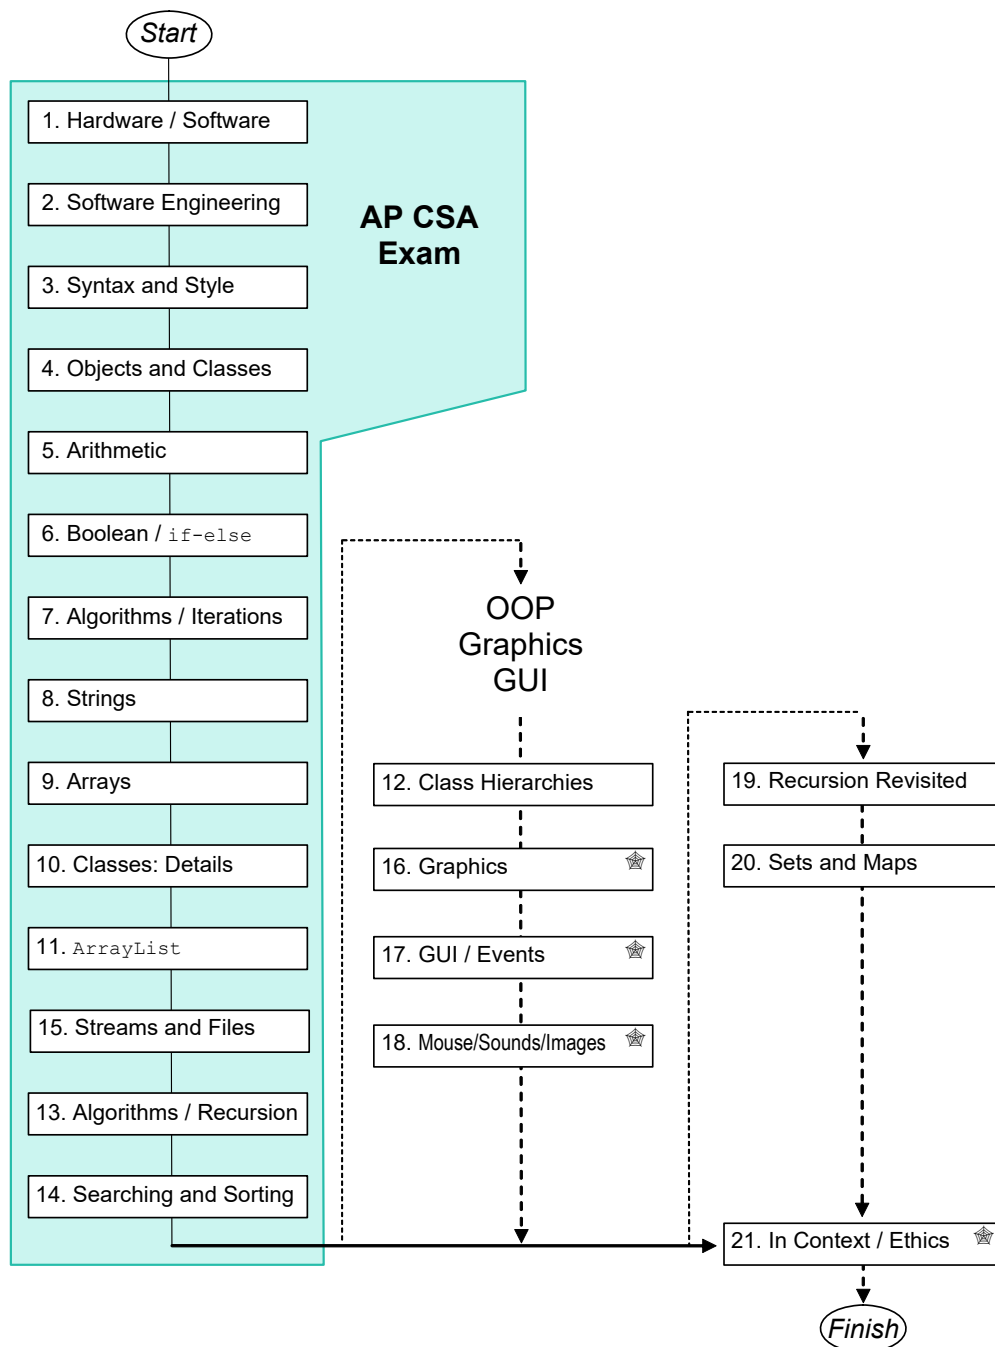 Start
1. Hardware / Software
2. Software Engineering
AP CSA
Exam
3. Syntax and Style
4. Objects and Classes
5. Arithmetic
6. Boolean / if-else
7. Algorithms / Iterations
8. Strings
9. Arrays
10. Classes: Details
11. ArrayList
15. Streams and Files
13. Algorithms / Recursion
14. Searching and Sorting
OOP
Graphics
GUI
12. Class Hierarchies
16. Graphics
17. GUI / Events
18. Mouse/Sounds/Images
19. Recursion Revisited
20. Sets and Maps
21. In Context / Ethics
Finish